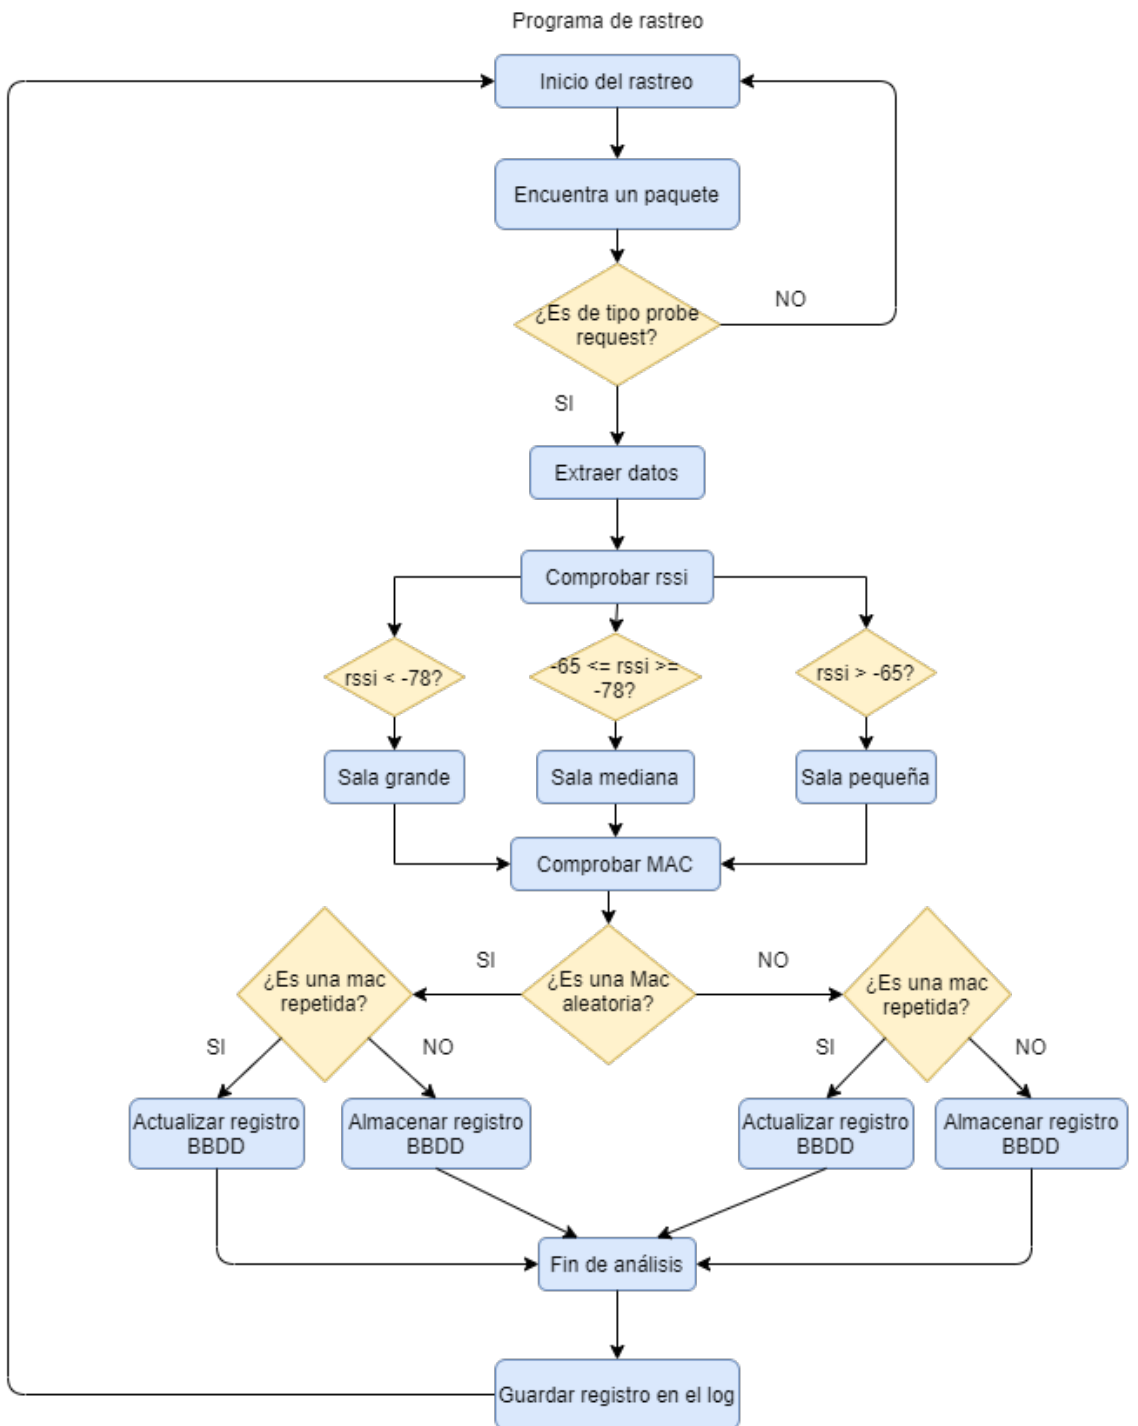 Programa de rastreo
Inicio del rastreo
Encuentra un paquete
¿Es de tipo probe
request?
NO
SI
Extraer datos
Comprobar rssi
rssi < -78?
-65 <= rssi >=
-78?
rssi > -65?
Sala grande
Sala mediana
Sala pequeña
Comprobar MAC
¿Es una mac
repetida?
SI
¿Es una Mac
aleatoria?
NO
¿Es una mac
repetida?
SI
NO
SI
NO
Actualizar registro
BBDD
Almacenar registro
BBDD
Actualizar registro
BBDD
Almacenar registro
BBDD
Fin de análisis
Guardar registro en el log